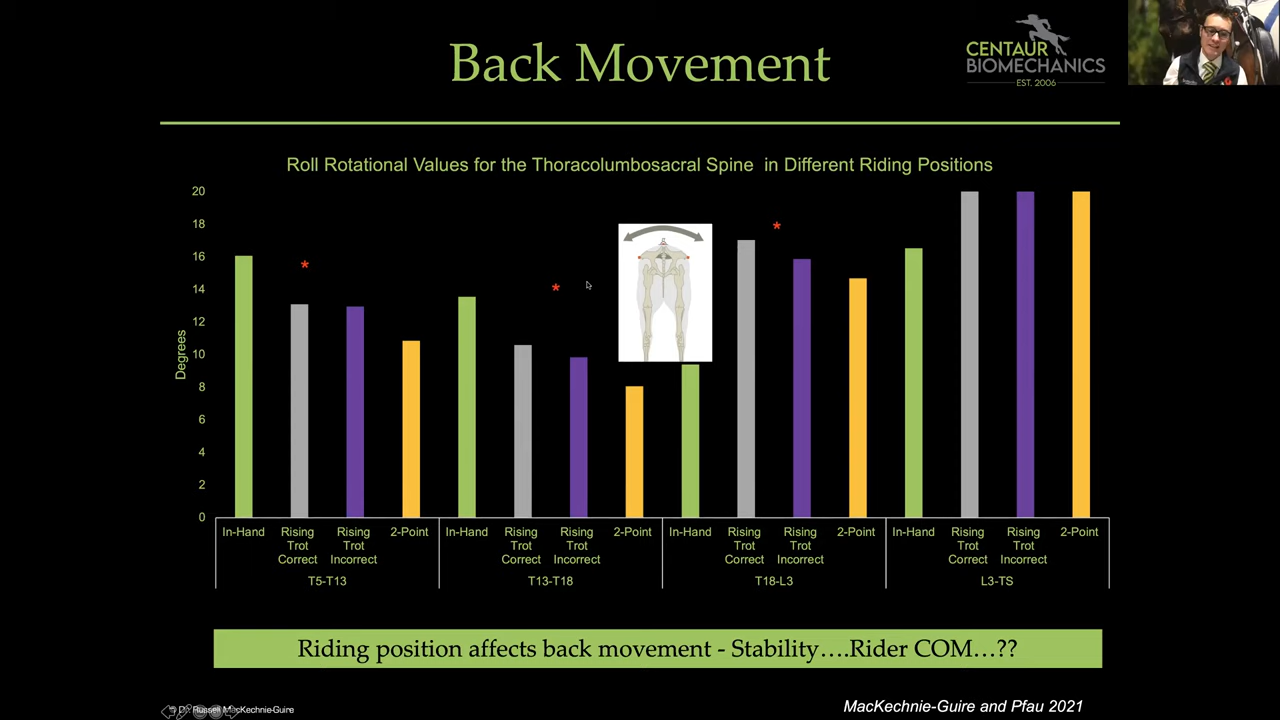 Back Movement
CENTAUR
BIOMECHANICS
EST. 2006
Roll Rotational Values for the Thoracolumbosacral Spine in Different Riding Positions
Degrees
20
18
16
14
12
10
8
6
4
2
0
*
*
*
In-Hand
Rising Trot Correct
Rising Trot Incorrect
2-Point
In-Hand
Rising Trot Correct
Rising Trot Incorrect
2-Point
In-Hand
Rising Trot Correct
Rising Trot Incorrect
2-Point
In-Hand
Rising Trot Correct
Rising Trot Incorrect
2-Point
T5-T13
T13-T18
T18-L3
L3-TS
Riding position affects back movement - Stability….Rider COM…??
© Dr. Russell MacKechnie-Guire
MacKechnie-Guire and Pfau 2021